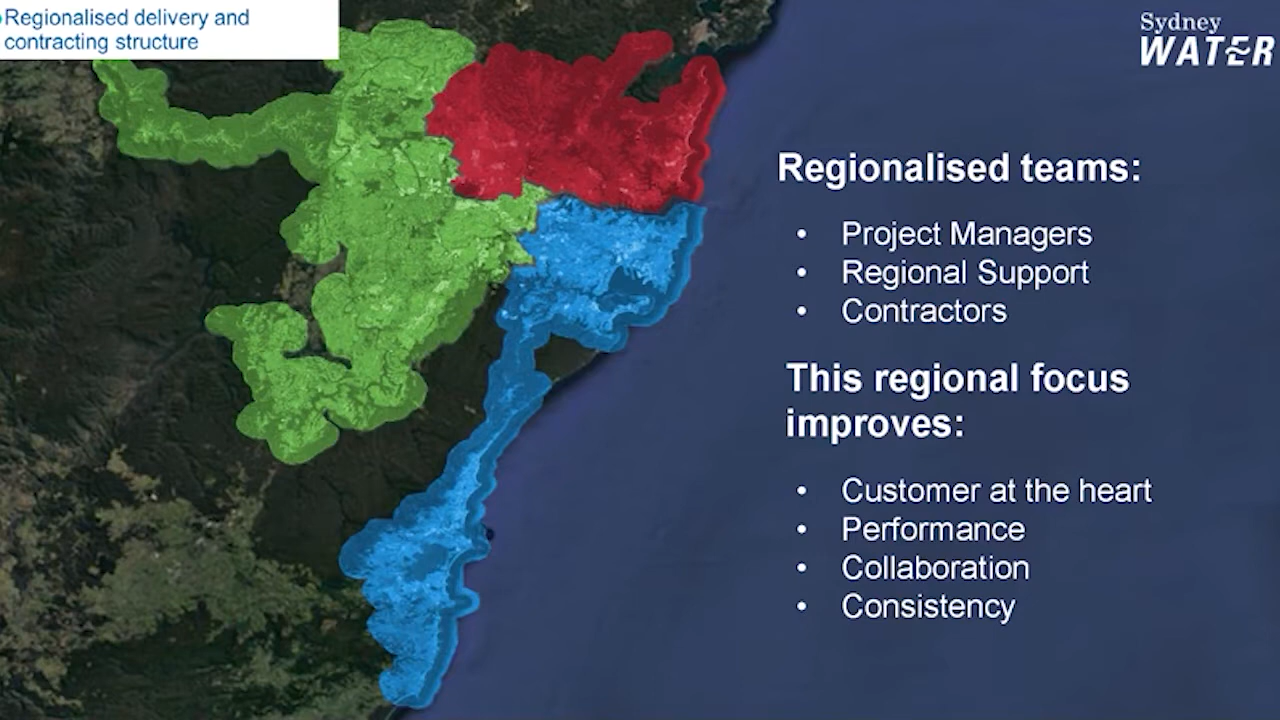 Regionalised delivery and
contracting structure
Sydney
WATER
Regionalised teams:
• Project Managers
• Regional Support
• Contractors
This regional focus
improves:
• Customer at the heart
• Performance
• Collaboration
• Consistency